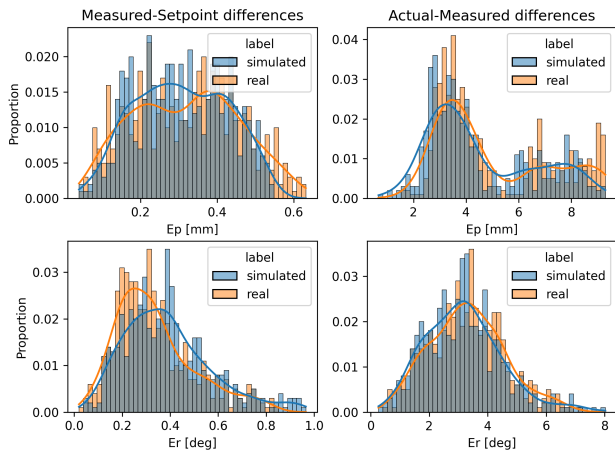 Measured-Setpoint differences
Actual-Measured differences
label
simulated
real
label
simulated
real
Proportion
0.020
0.015
0.010
0.005
0.000
0.04
0.03
0.02
0.01
0.00
0.2
0.4
0.6
2
4
6
8
Ep [mm]
Ep [mm]
label
simulated
real
label
simulated
real
Proportion
0.03
0.02
0.01
0.00
0.03
0.02
0.01
0.00
0.0
0.2
0.4
0.6
0.8
1.0
0
2
4
6
8
Er [deg]
Er [deg]